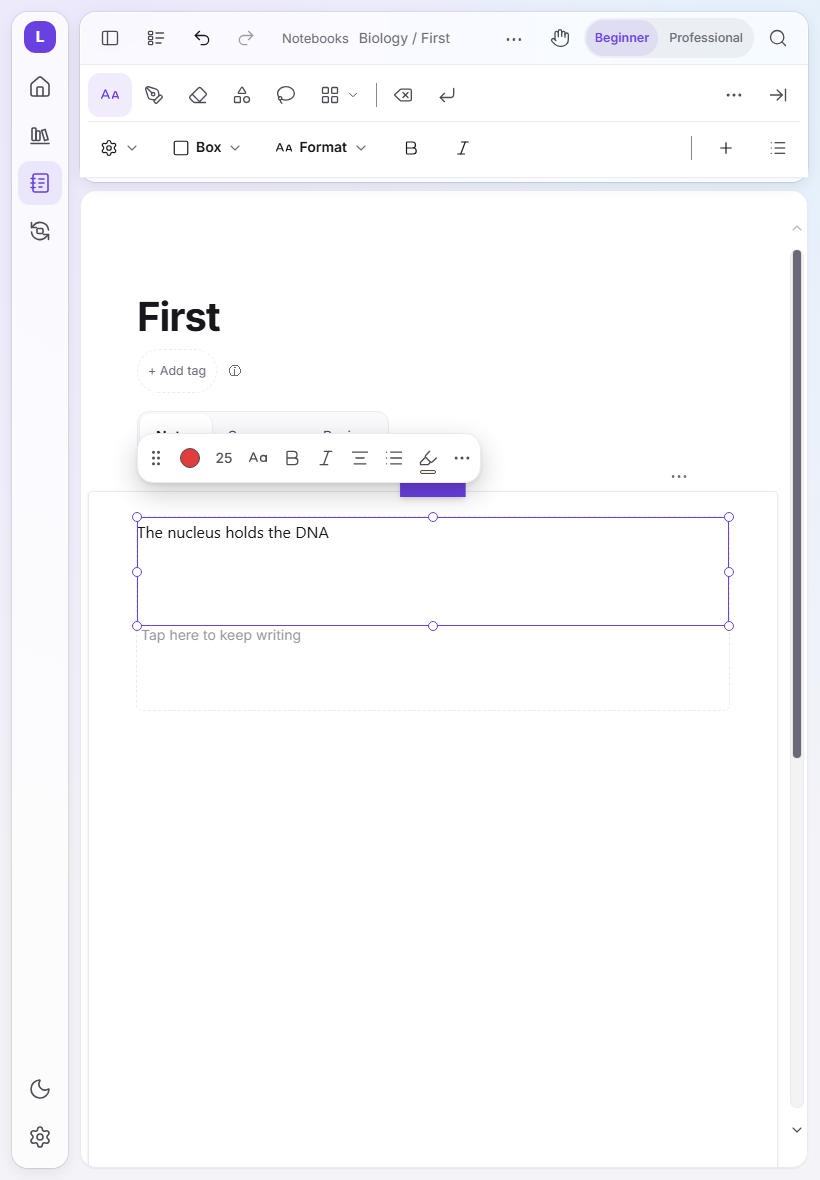 L
Notebooks Biology / First
Beginner Professional
Box
Format
B I
First
+ Add tag
25 Aa B I
The nucleus holds the DNA
Tap here to keep writing